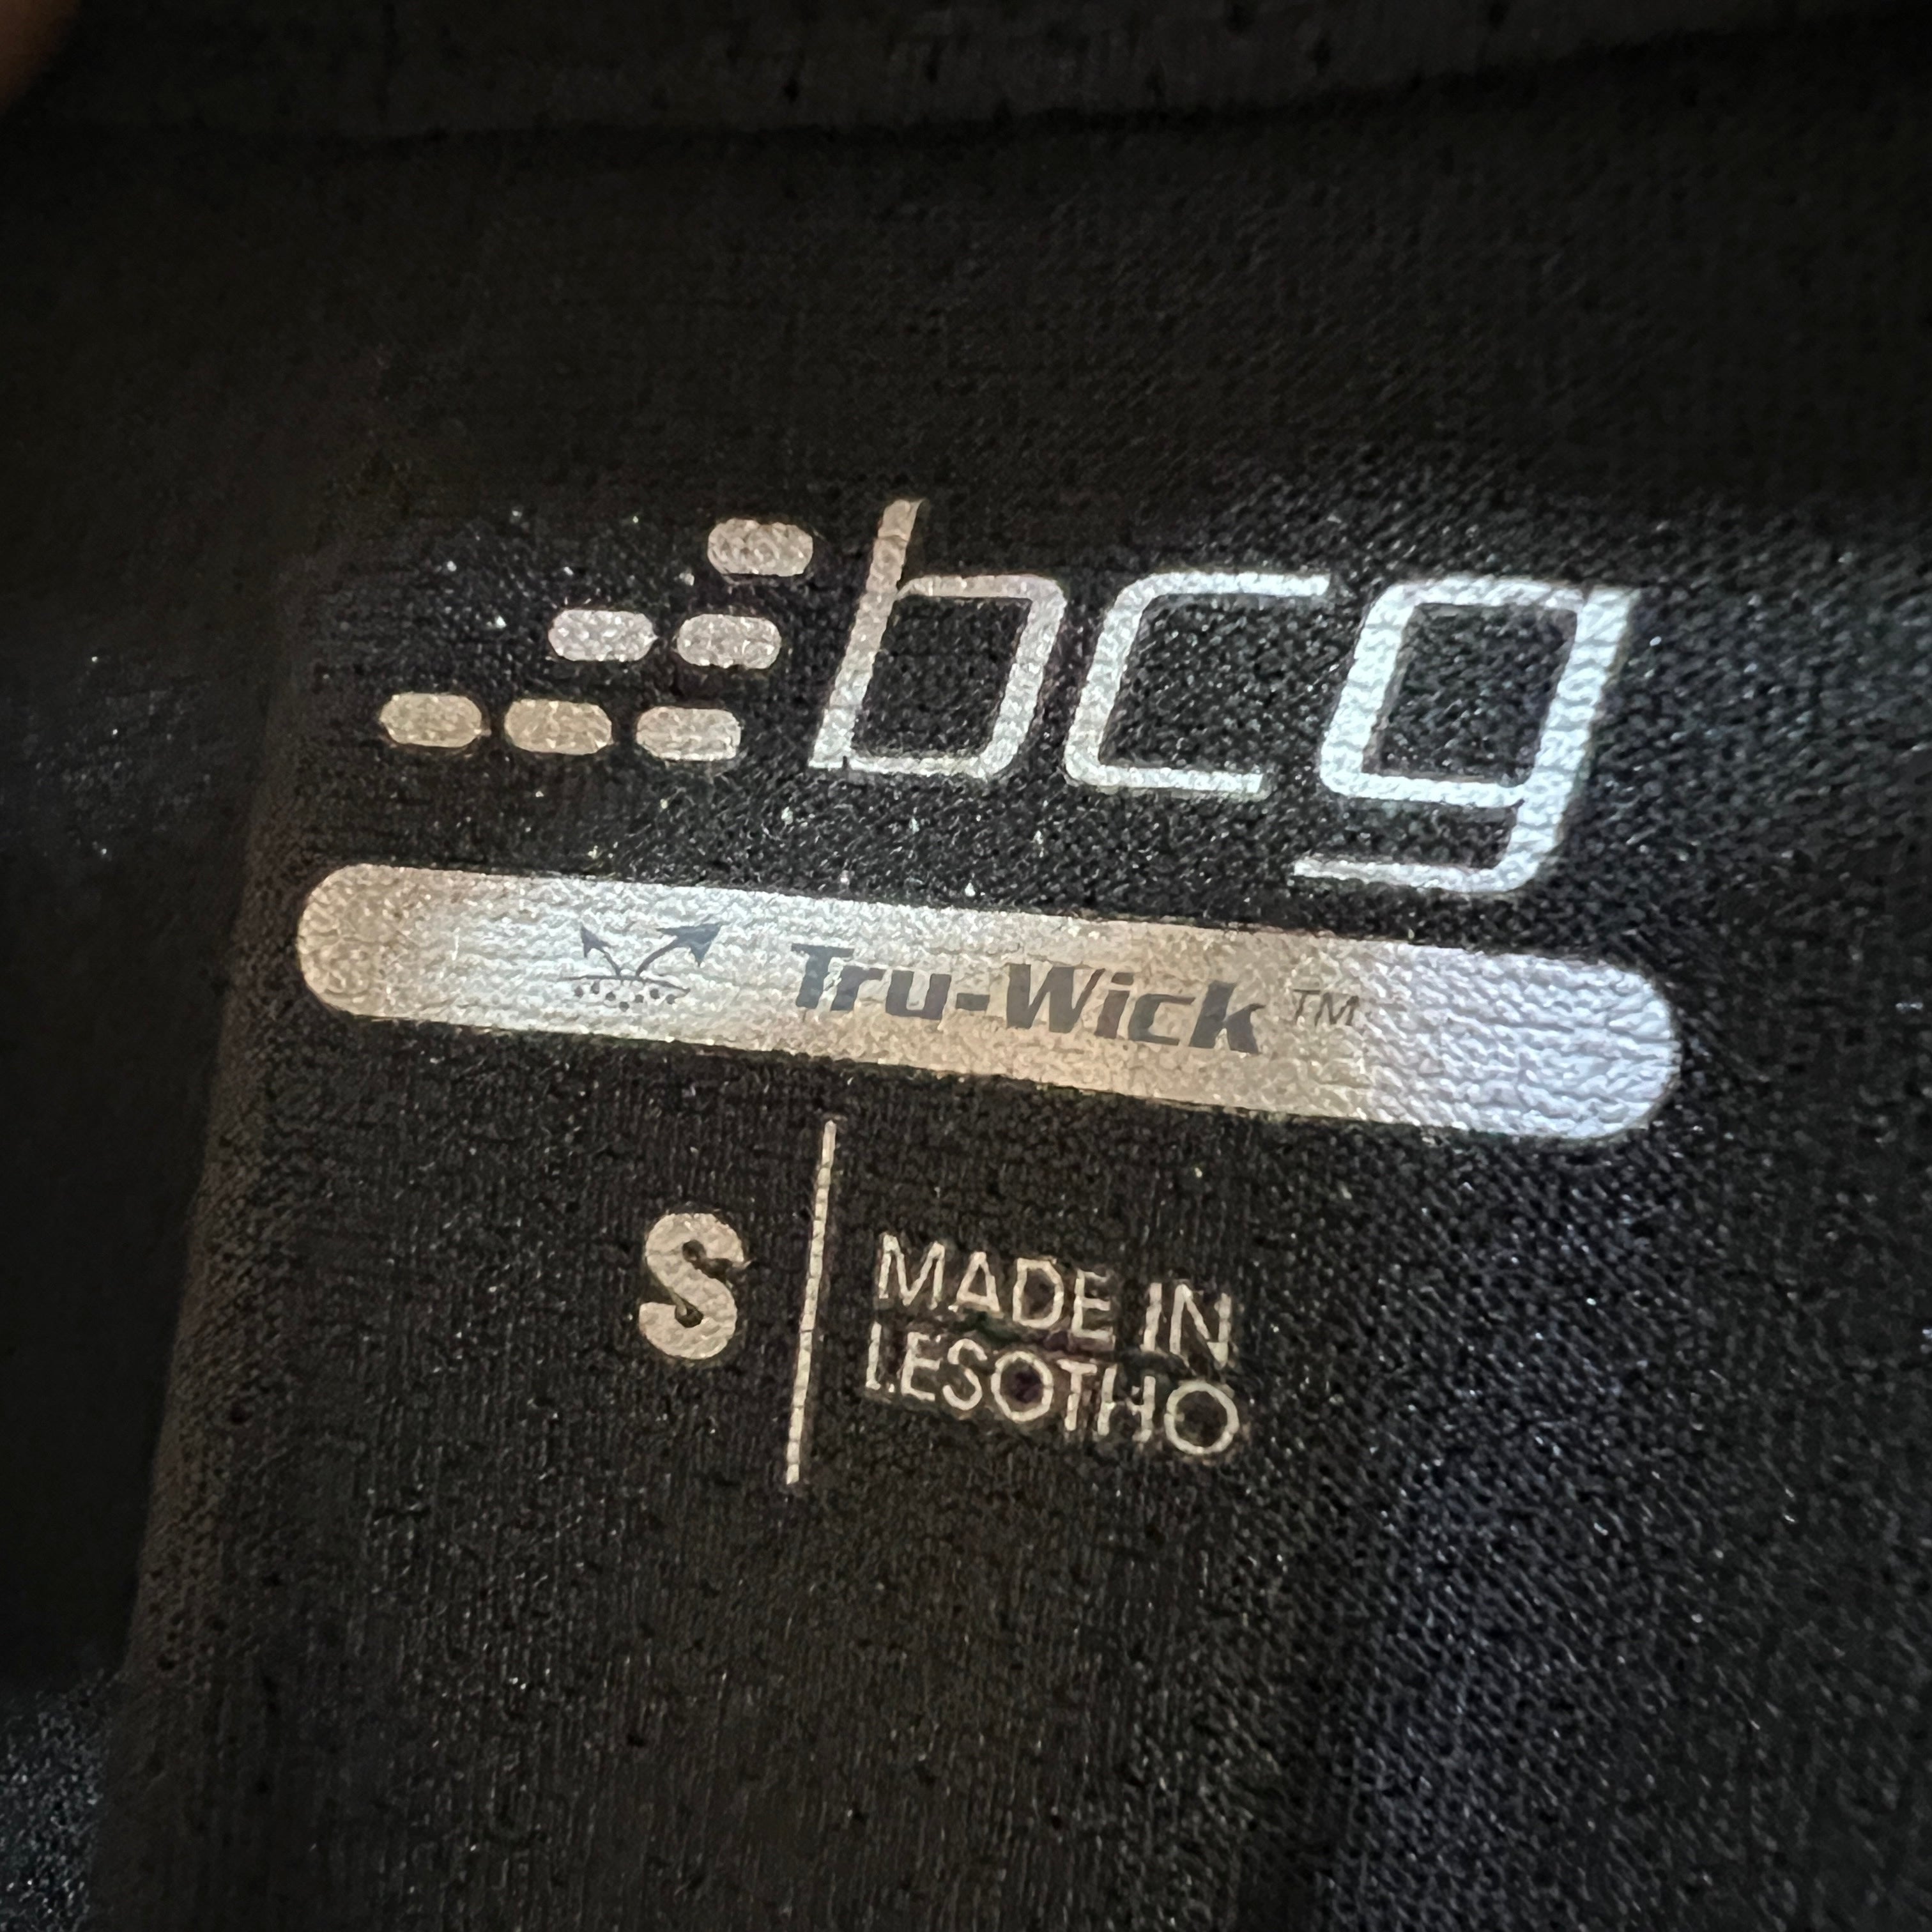 bcg
Tru-Wick™
S
MADE IN
LESOTHO